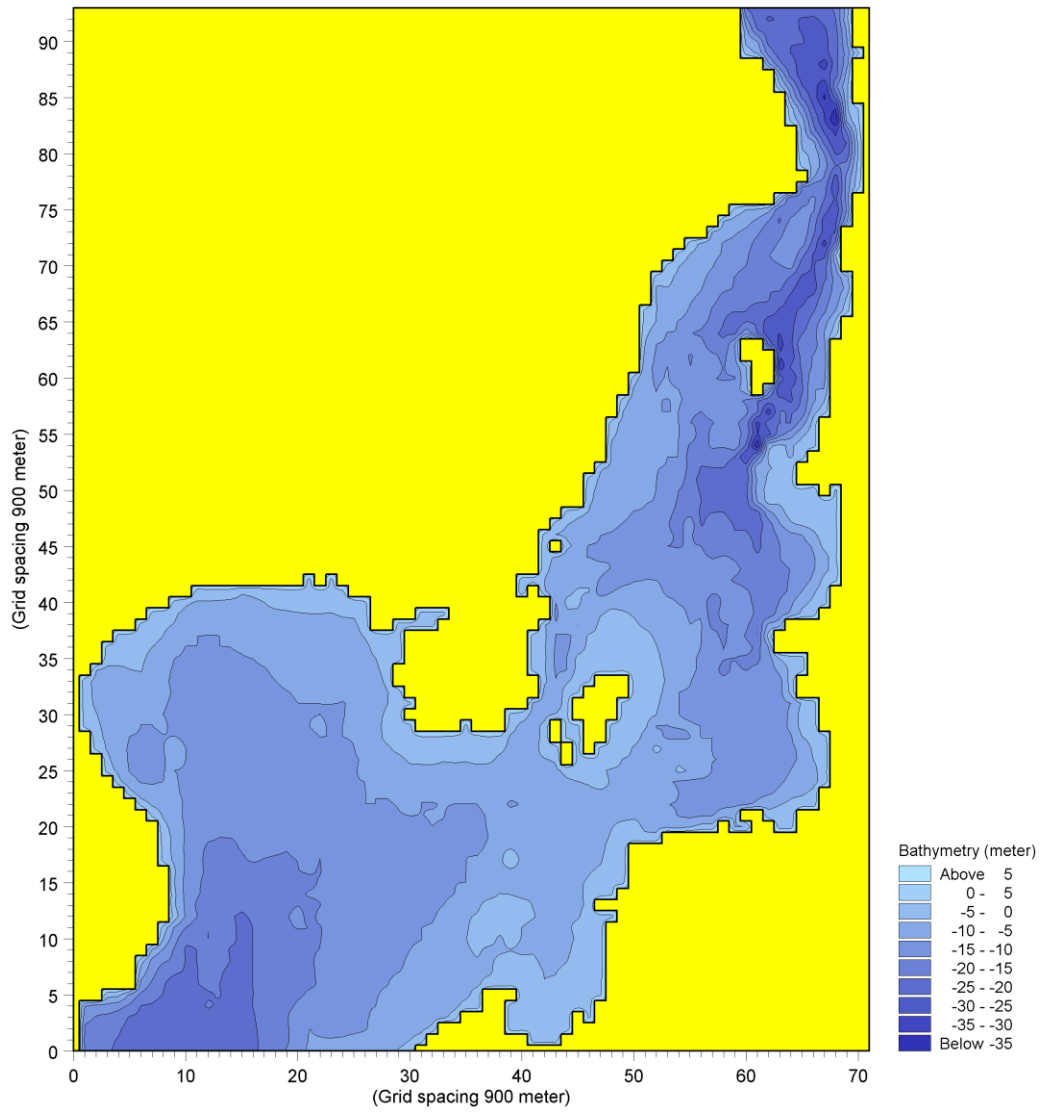 90
85
80
75
70
65
60
55
50
45
40
35
30
25
20
15
10
5
0
(Grid spacing 900 meter)
0 10 20 30 40 50 60 70
(Grid spacing 900 meter)
Bathymetry (meter)
Above 5
0 - 5
-5 - 0
-10 - -5
-15 - -10
-20 - -15
-25 - -20
-30 - -25
-35 - -30
Below -35